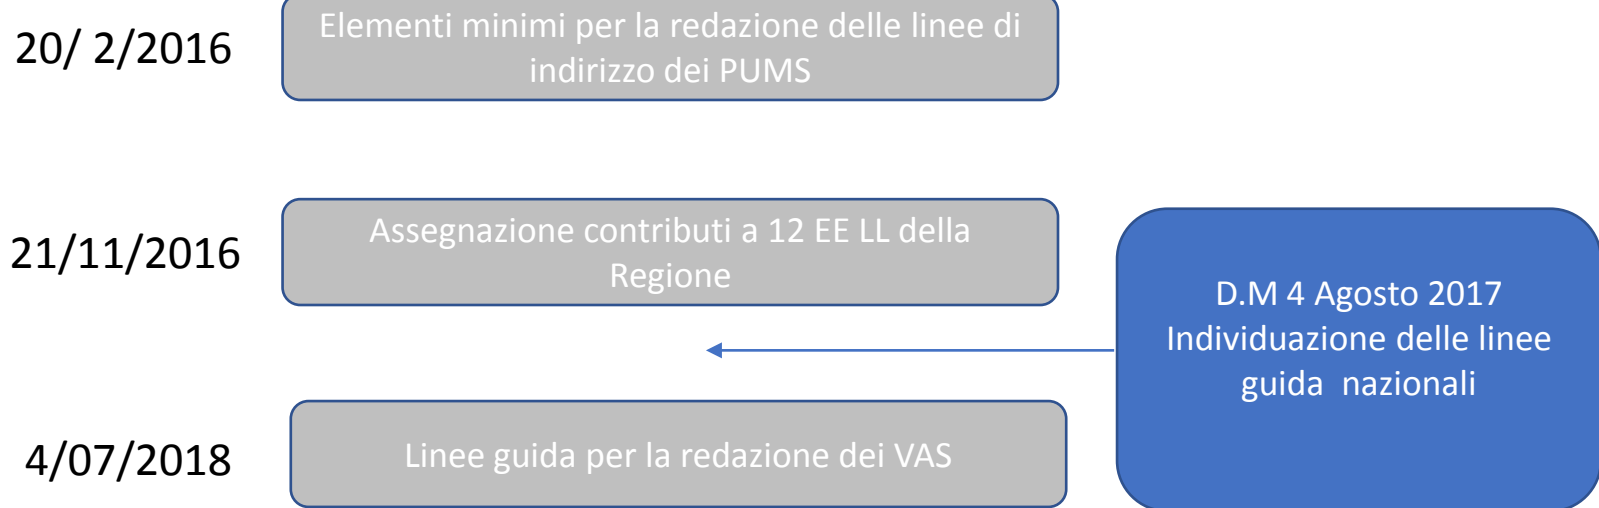 20/ 2/2016
Elementi minimi per la redazione delle linee di
indirizzo dei PUMS
21/11/2016
Assegnazione contributi a 12 EE LL della
Regione
D.M 4 Agosto 2017
Individuazione delle linee
guida nazionali
4/07/2018
Linee guida per la redazione dei VAS